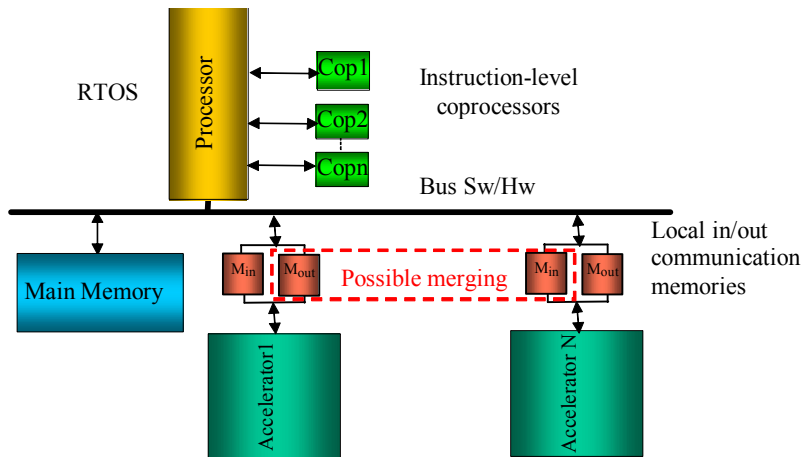 RTOS
Processor
Cop1
Cop2
Copn
Instruction-level
coprocessors
Bus Sw/Hw
Main Memory
Min
Mout
Possible merging
Min
Mout
Local in/out
communication
memories
Accelerator1
Accelerator N